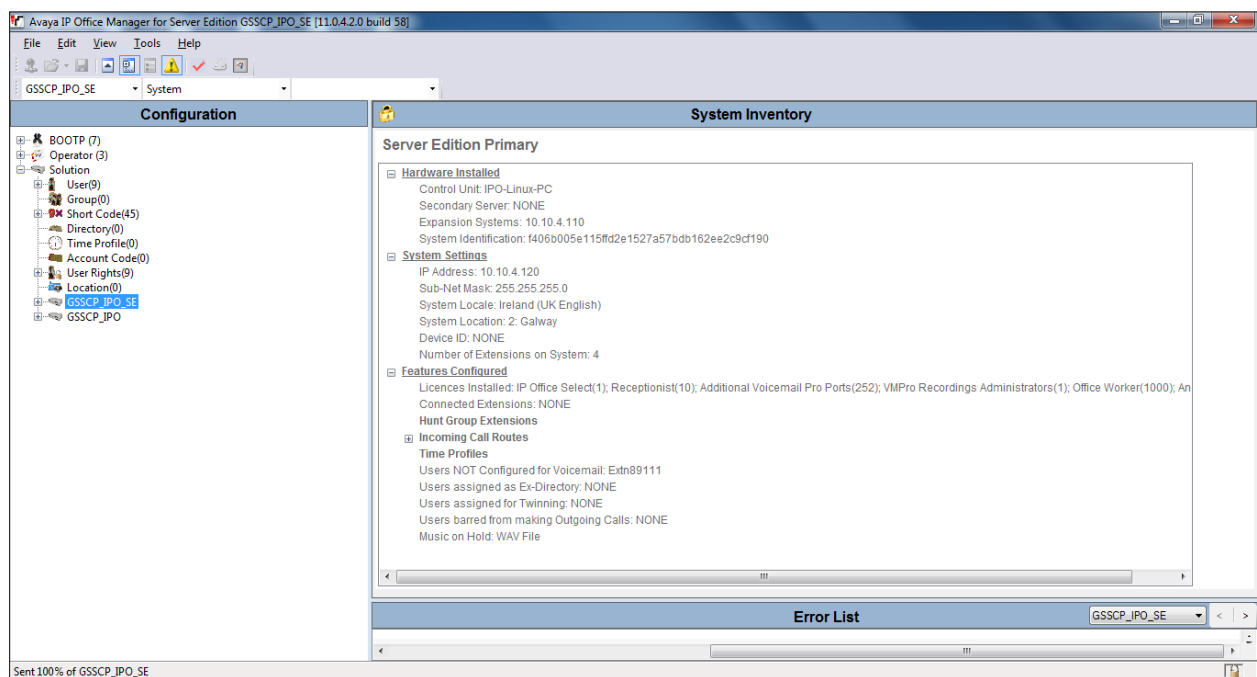 Avaya IP Office Manager for Server Edition GSSCP_IPO_SE [11.0.4.2.0 build 58]
File Edit View Tools Help
GSSCP_IPO_SE System
Configuration
BOOTP (7)
Operator (3)
Solution
User(9)
Group(0)
Short Code(45)
Directory(0)
Time Profile(0)
Account Code(0)
User Rights(9)
Location(0)
GSSCP_IPO_SE
GSSCP_IPO
System Inventory
Server Edition Primary
Hardware Installed
Control Unit: IPO-Linux-PC
Secondary Server: NONE
Expansion Systems: 10.10.4.110
System Identification: f406b005e115ffd2e1527a57bdb162ee2c9cf190
System Settings
IP Address: 10.10.4.120
Sub-Net Mask: 255.255.255.0
System Locale: Ireland (UK English)
System Location: 2: Galway
Device ID: NONE
Number of Extensions on System: 4
Features Configured
Licences Installed: IP Office Select(1); Receptionist(10); Additional Voicemail Pro Ports(252); VMPro Recordings Administrators(1); Office Worker(1000); An
Connected Extensions: NONE
Hunt Group Extensions
Incoming Call Routes
Time Profiles
Users NOT Configured for Voicemail: Extn89111
Users assigned as Ex-Directory: NONE
Users assigned for Twinning: NONE
Users barred from making Outgoing Calls: NONE
Music on Hold: WAV File
Error List
GSSCP_IPO_SE
Sent 100% of GSSCP_IPO_SE